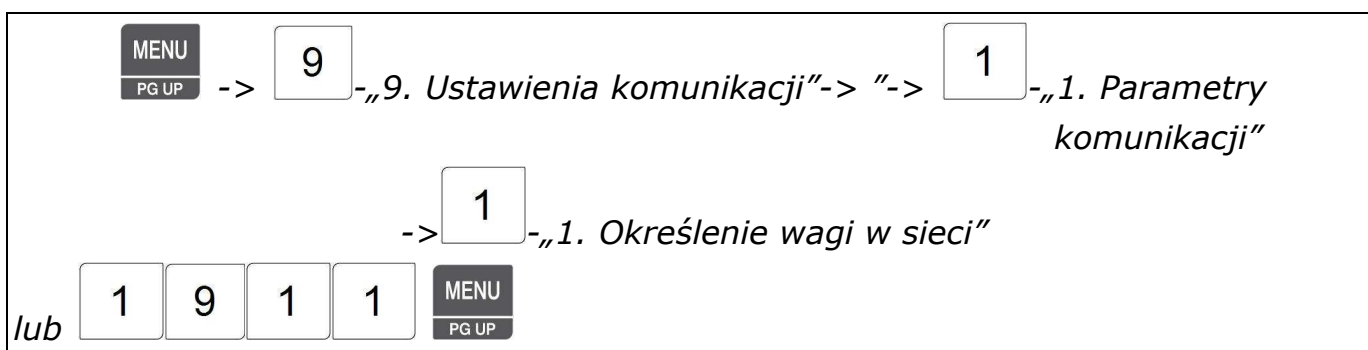 MENU PG UP -> 9 -„9. Ustawienia komunikacji”-> ”-> 1 -„1. Parametry
komunikacji”
-> 1 -„1. Określenie wagi w sieci”
lub 1 9 1 1 MENU PG UP